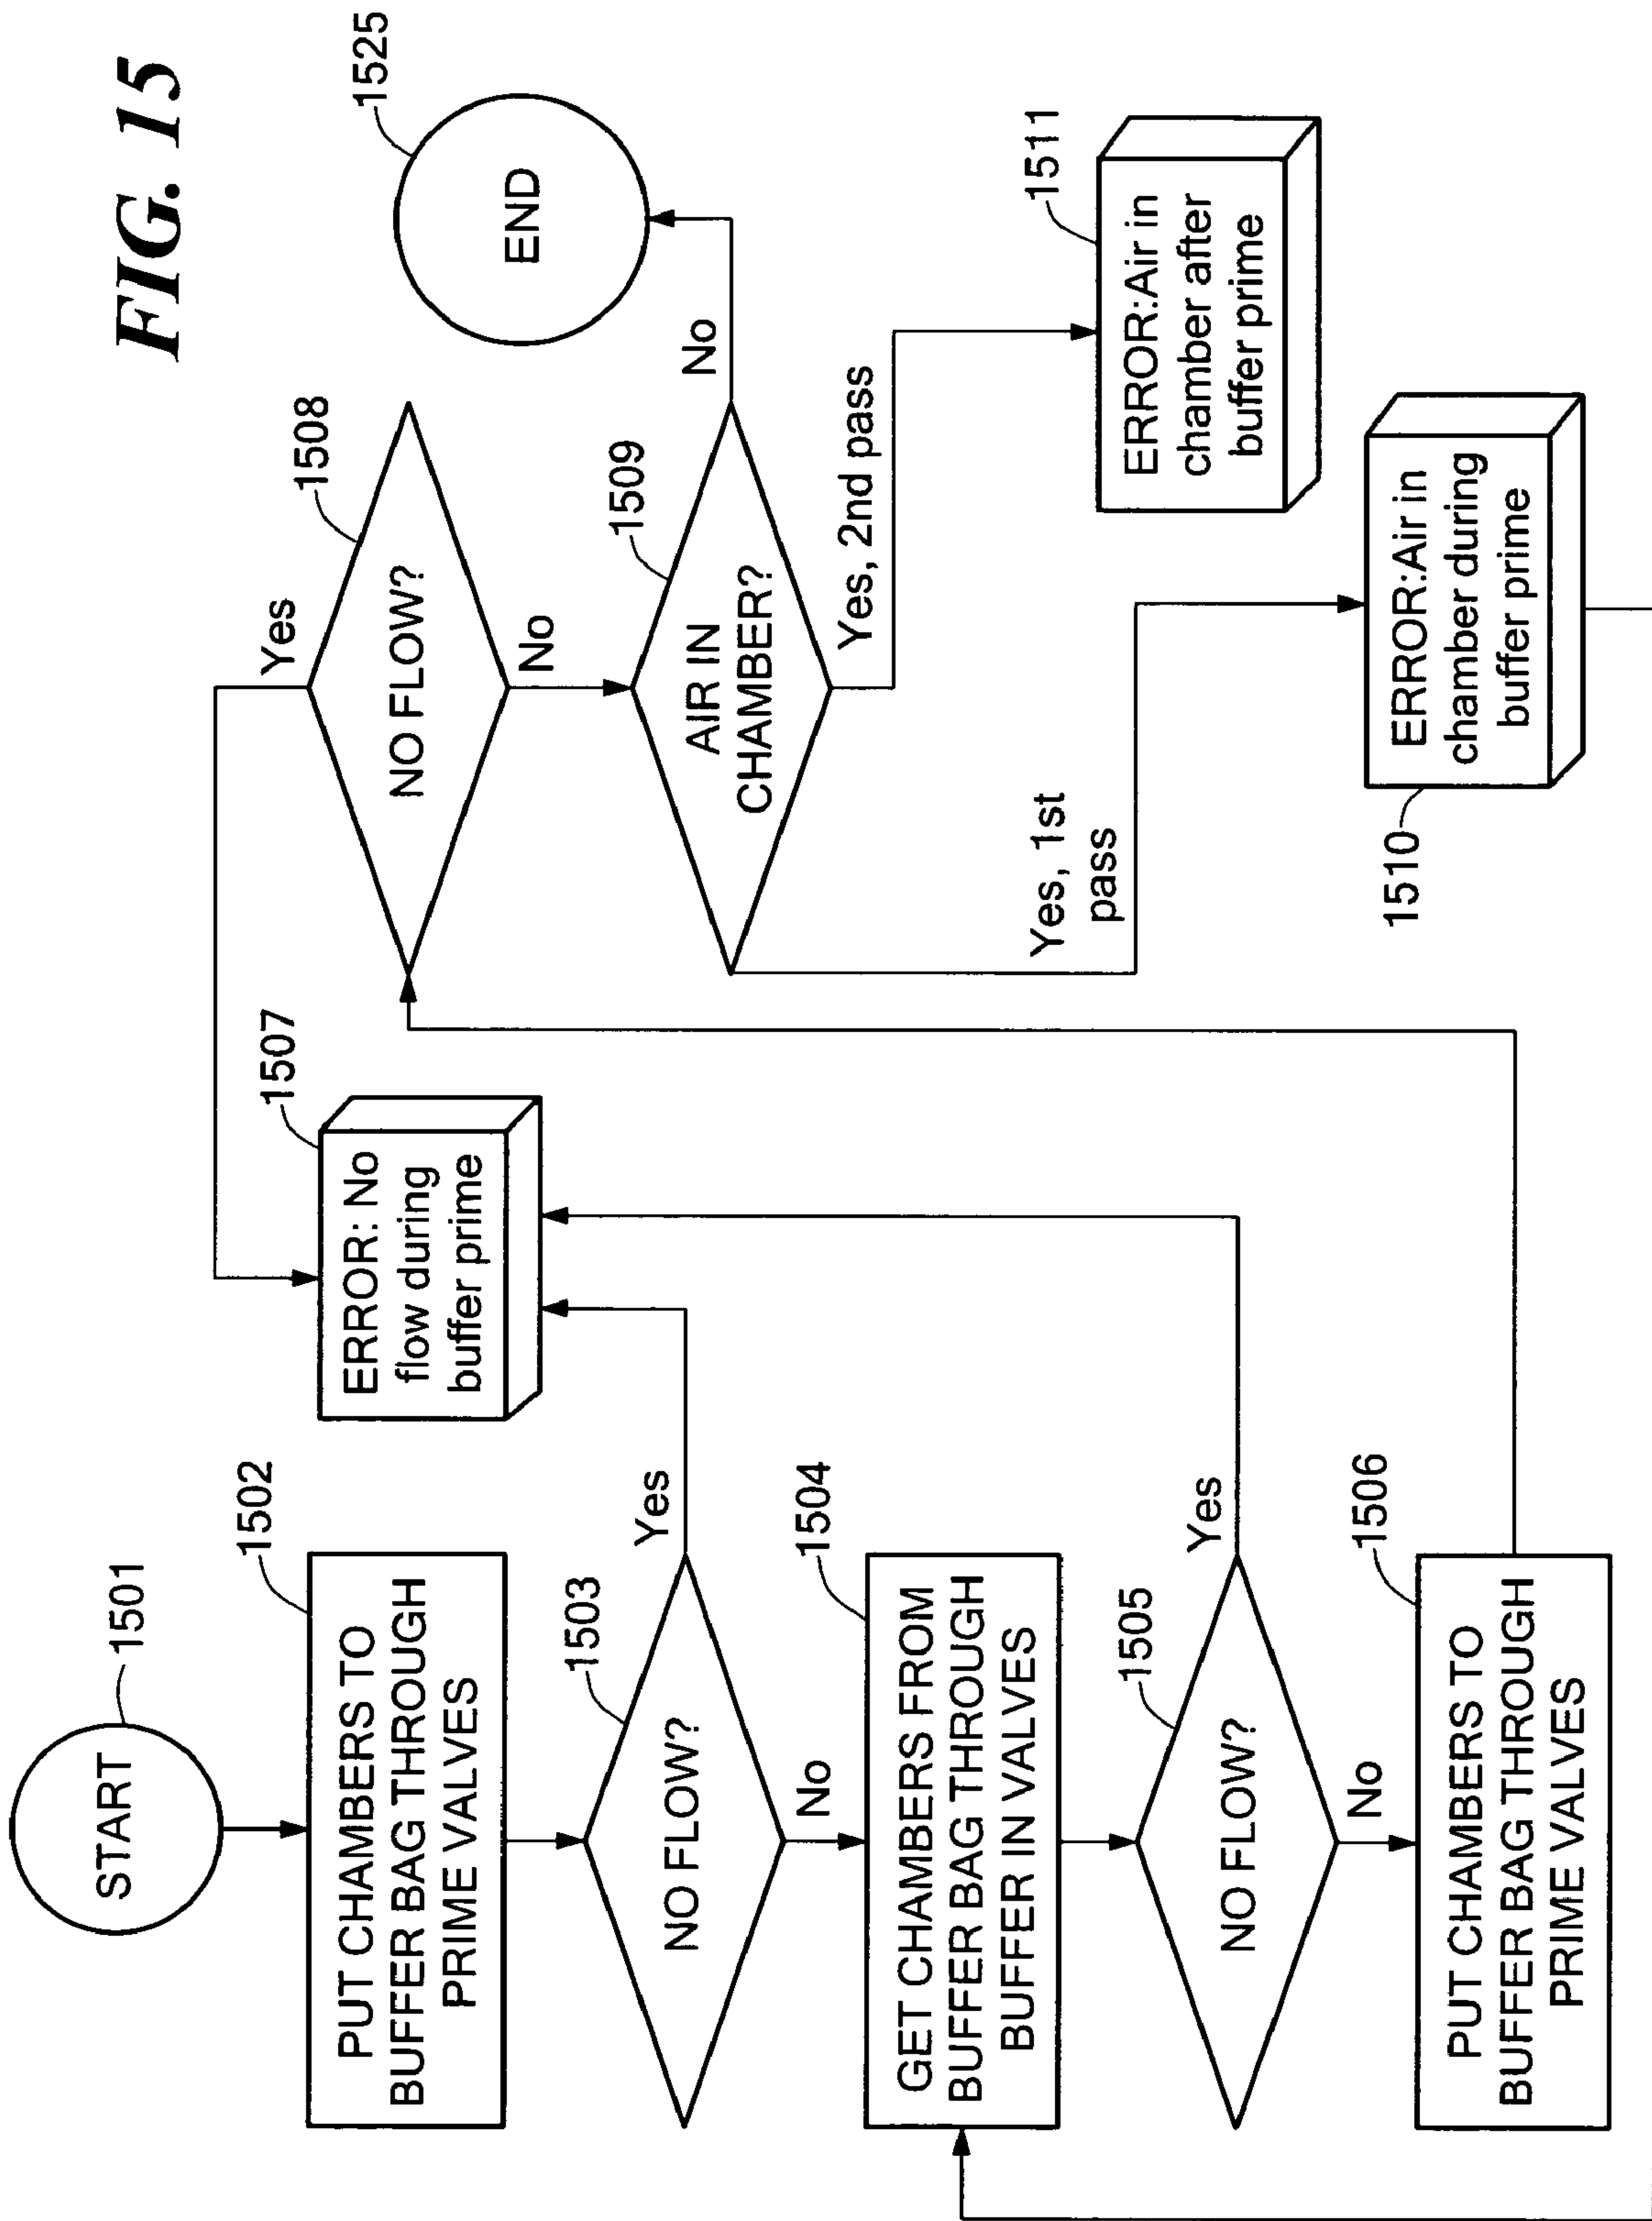 FIG. 15
START
1501
1502
PUT CHAMBERS TO
BUFFER BAG THROUGH
PRIME VALVES
1503
NO FLOW?
Yes
No
1504
GET CHAMBERS FROM
BUFFER BAG THROUGH
BUFFER IN VALVES
1505
NO FLOW?
Yes
No
1506
PUT CHAMBERS TO
BUFFER BAG THROUGH
PRIME VALVES
1507
ERROR: No
flow during
buffer prime
Yes
1508
NO FLOW?
No
1509
AIR IN
CHAMBER?
No
1525
END
Yes, 2nd pass
Yes, 1st
pass
1511
ERROR:Air in
chamber after
buffer prime
1510
ERROR:Air in
chamber during
buffer prime